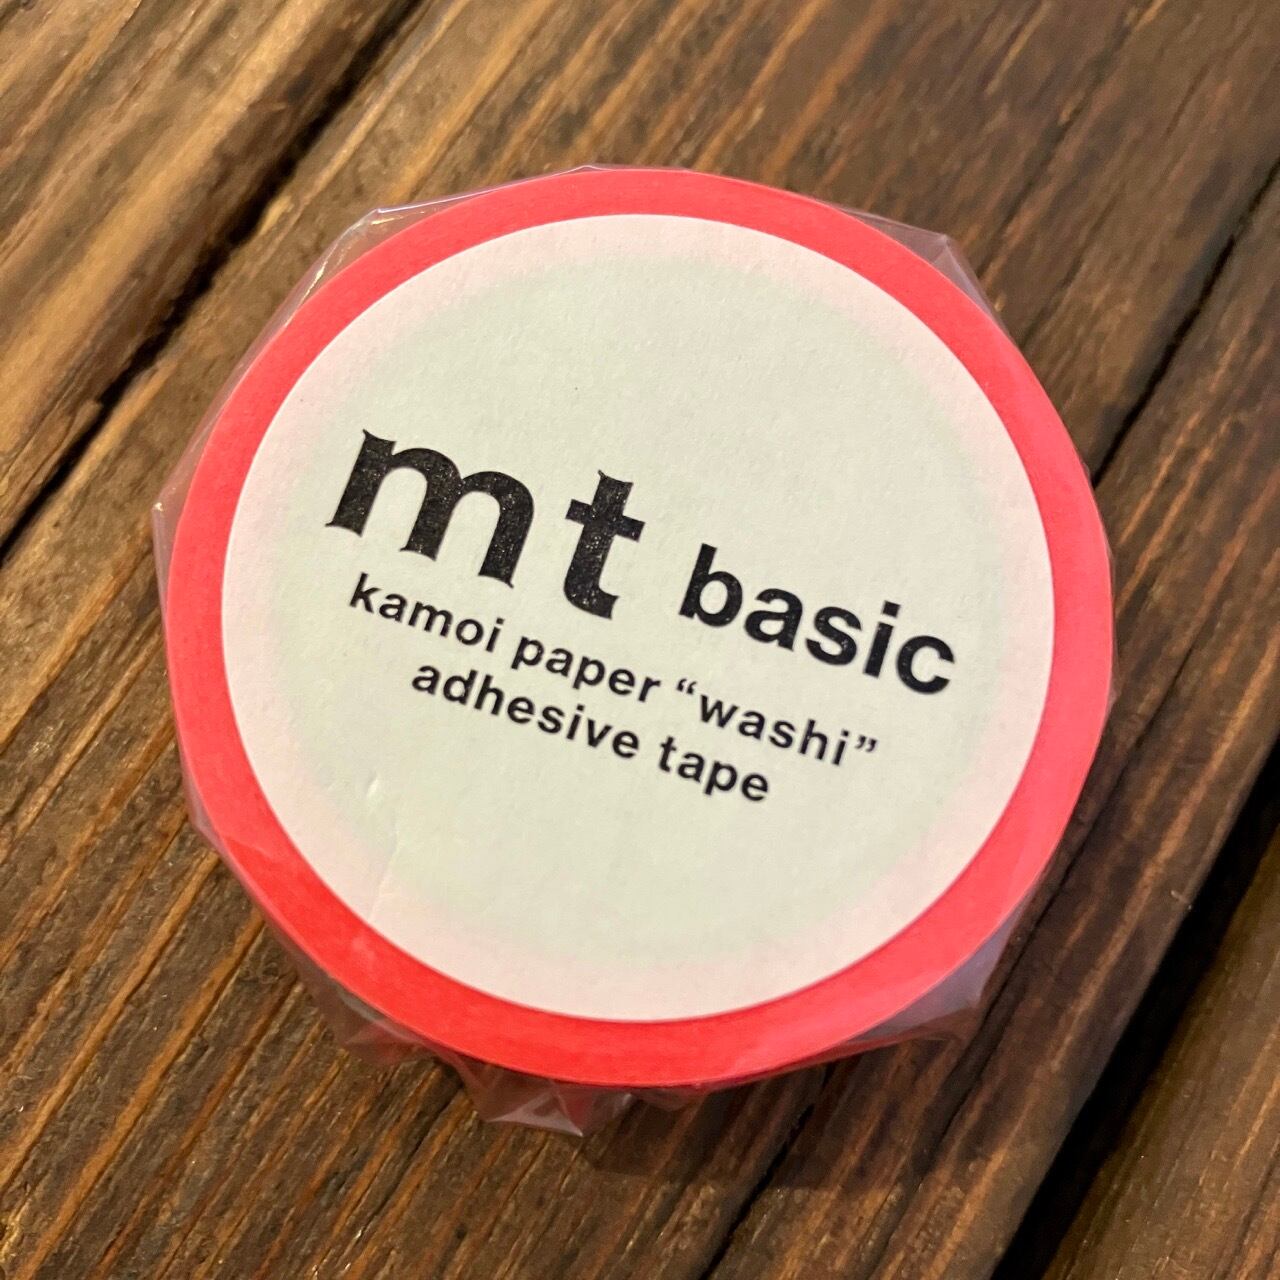 mt basic
kamoi paper “washi”
adhesive tape